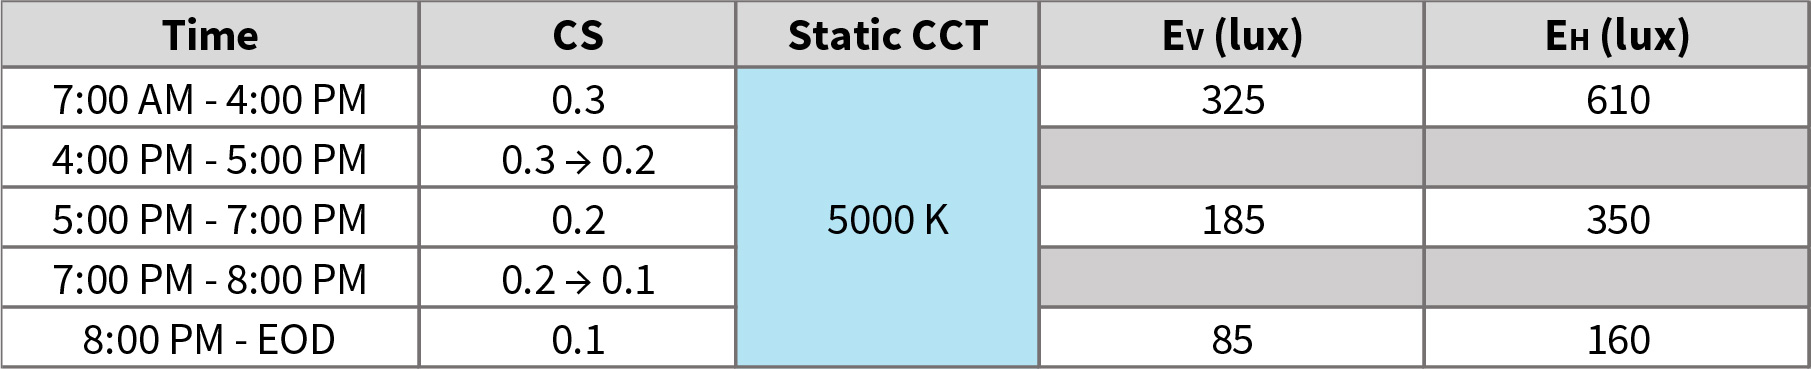 Time CS Static CCT EV (lux) EH (lux)
7:00 AM - 4:00 PM 0.3 325 610
4:00 PM - 5:00 PM 0.3 → 0.2
5:00 PM - 7:00 PM 0.2 5000 K 185 350
7:00 PM - 8:00 PM 0.2 → 0.1
8:00 PM - EOD 0.1 85 160